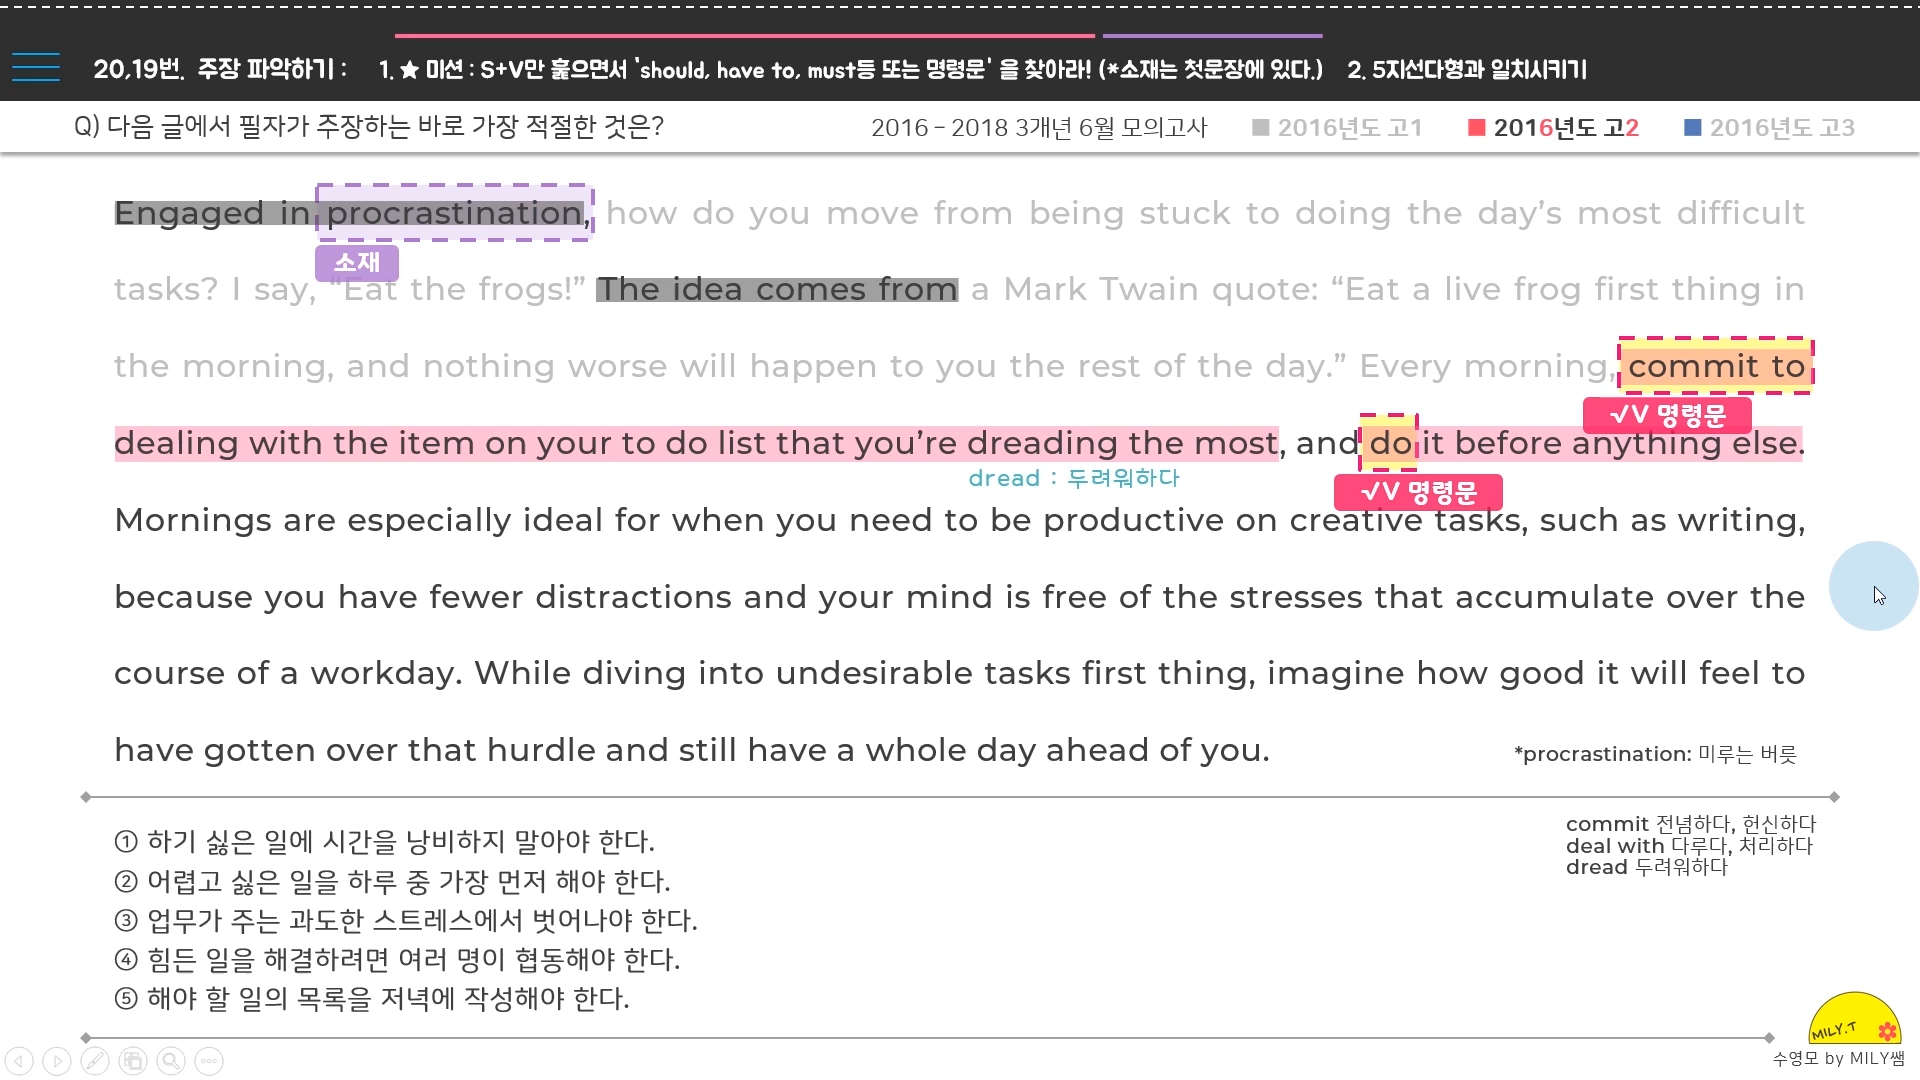 20,19번. 주장 파악하기 : 1. ★ 미션 : S+V만 훑으면서 'should, have to, must등 또는 명령문' 을 찾아라! (*소재는 첫문장에 있다.) 2. 5지선다형과 일치시키기
Q) 다음 글에서 필자가 주장하는 바로 가장 적절한 것은? 2016 – 2018 3개년 6월 모의고사 ■ 2016년도 고1 ■ 2016년도 고2 ■ 2016년도 고3
Engaged in procrastination, how do you move from being stuck to doing the day's most difficult
소재
tasks? I say, “Eat the frogs!” The idea comes from a Mark Twain quote: “Eat a live frog first thing in
the morning, and nothing worse will happen to you the rest of the day.” Every morning, commit to
√V 명령문
dealing with the item on your to do list that you’re dreading the most, and do it before anything else.
dread : 두려워하다
√V 명령문
Mornings are especially ideal for when you need to be productive on creative tasks, such as writing,
because you have fewer distractions and your mind is free of the stresses that accumulate over the
course of a workday. While diving into undesirable tasks first thing, imagine how good it will feel to
have gotten over that hurdle and still have a whole day ahead of you.
*procrastination: 미루는 버릇
① 하기 싫은 일에 시간을 낭비하지 말아야 한다.
② 어렵고 싫은 일을 하루 중 가장 먼저 해야 한다.
③ 업무가 주는 과도한 스트레스에서 벗어나야 한다.
④ 힘든 일을 해결하려면 여러 명이 협동해야 한다.
⑤ 해야 할 일의 목록을 저녁에 작성해야 한다.
commit 전념하다, 헌신하다
deal with 다루다, 처리하다
dread 두려워하다
MILY.T
수영모 by MILY쌤